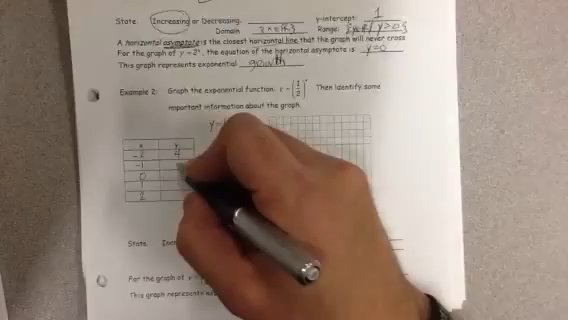 State: Increasing or Decreasing. y-intercept: 1
Domain {x∈R} Range: {y∈R | y>0}
A horizontal asymptote is the closest horizontal line that the graph will never cross
For the graph of y = 2ˣ, the equation of the horizontal asymptote is y=0
This graph represents exponential growth
Example 2: Graph the exponential function, y = (1/2)ˣ Then identify some
important information about the graph.
y=
x y
-2 4
-1
0
1
2
State:
For the graph of y =
This graph represents